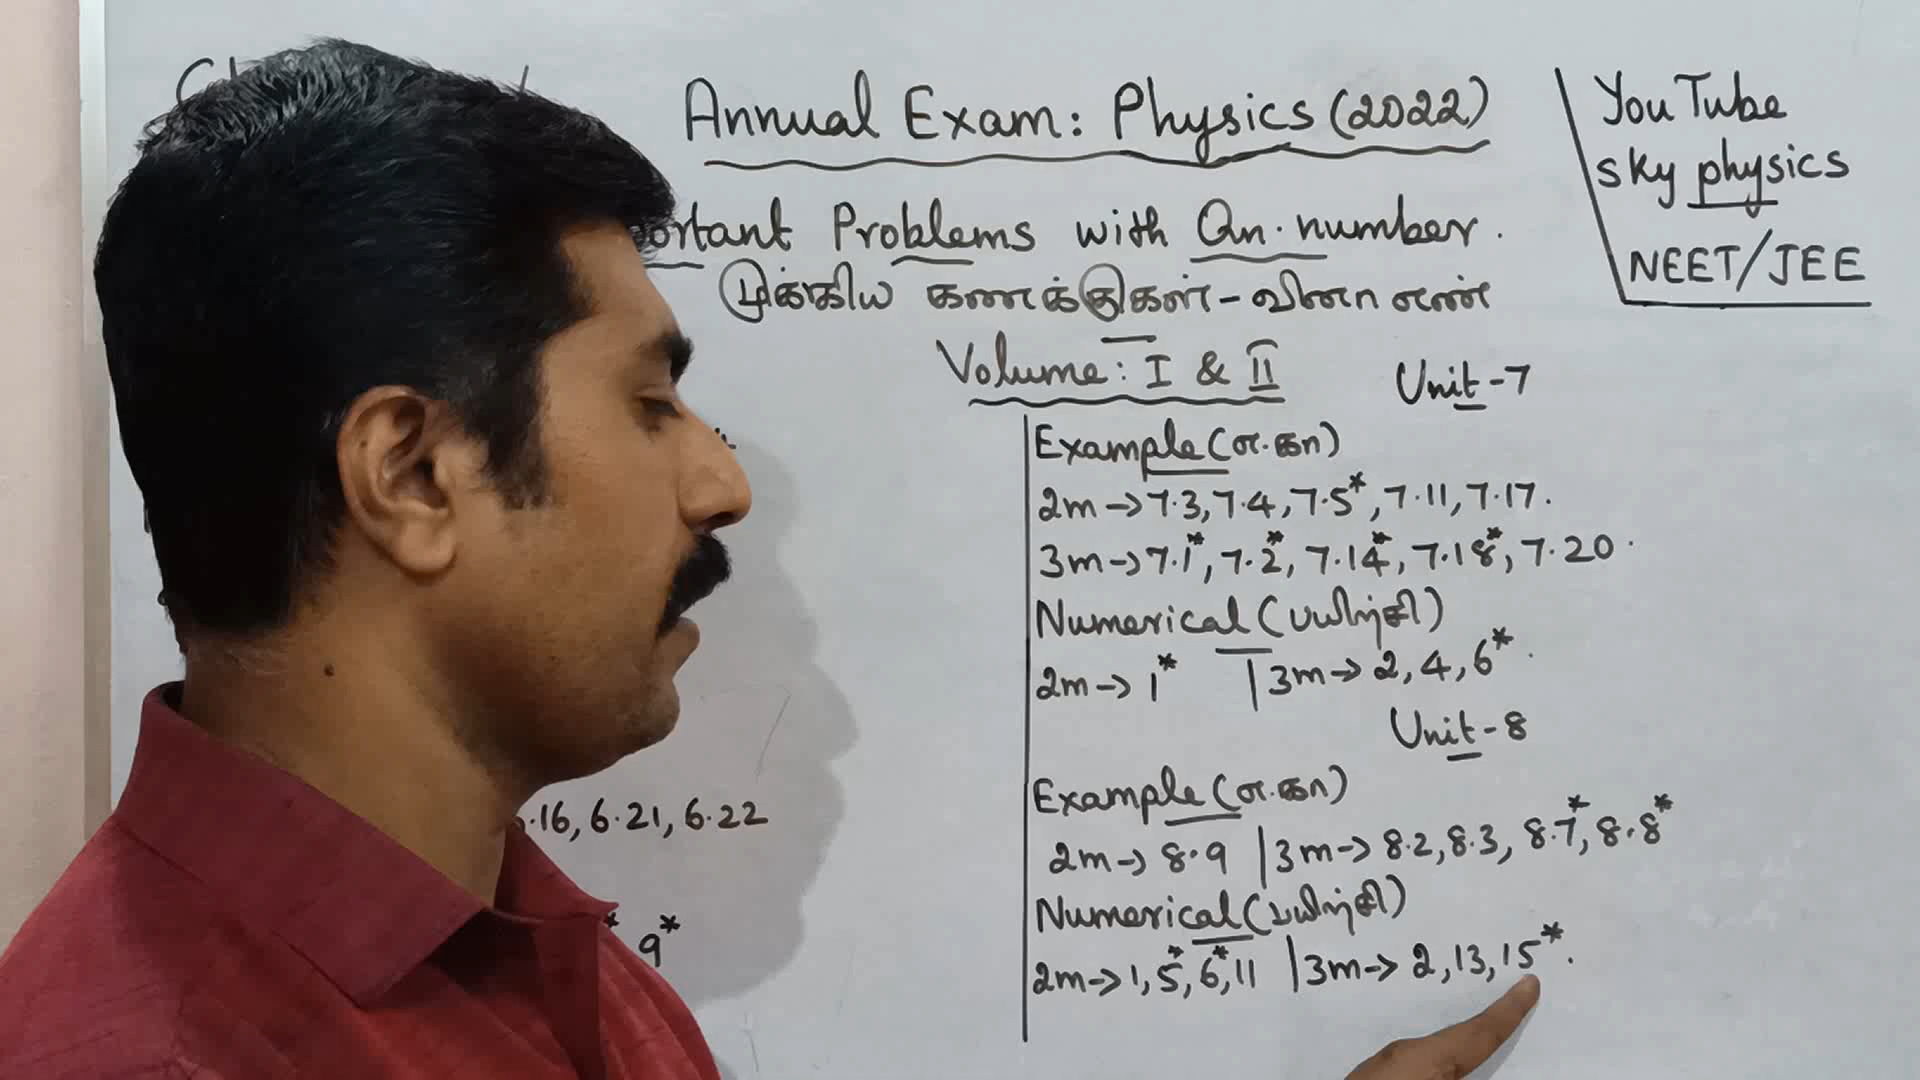 Annual Exam: Physics (2022)
Problems with Qn. number.
முக்கிய கணக்குகள் - வினா எண்
Volume: I & II
YouTube
sky physics
NEET/JEE
Unit-7
Example (எ.கா)
2m → 7.3, 7.4, 7.5*, 7.11, 7.17.
3m → 7.1*, 7.2*, 7.14*, 7.18*, 7.20.
Numerical (பயிற்சி)
2m → 1* | 3m → 2, 4, 6*.
Unit-8
Example (எ.கா)
2m → 8.9 | 3m → 8.2, 8.3, 8.7*, 8.8*
Numerical (பயிற்சி)
2m → 1, 5*, 6*, 11 | 3m → 2, 13, 15*.
.16, 6.21, 6.22
* 9*